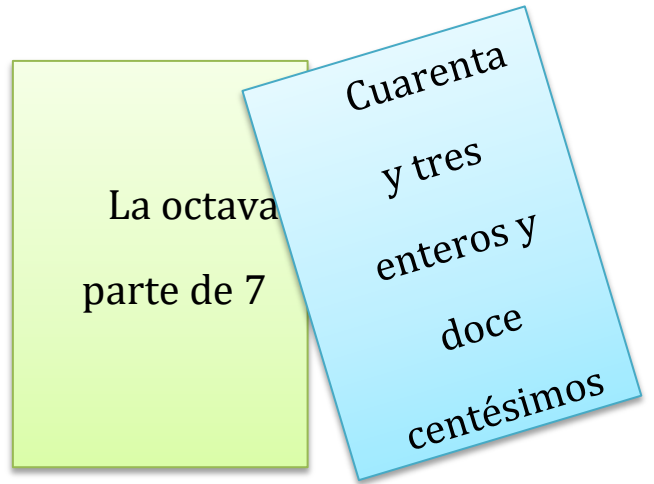 La octava
parte de 7
Cuarenta
y tres
enteros y
doce
centésimos